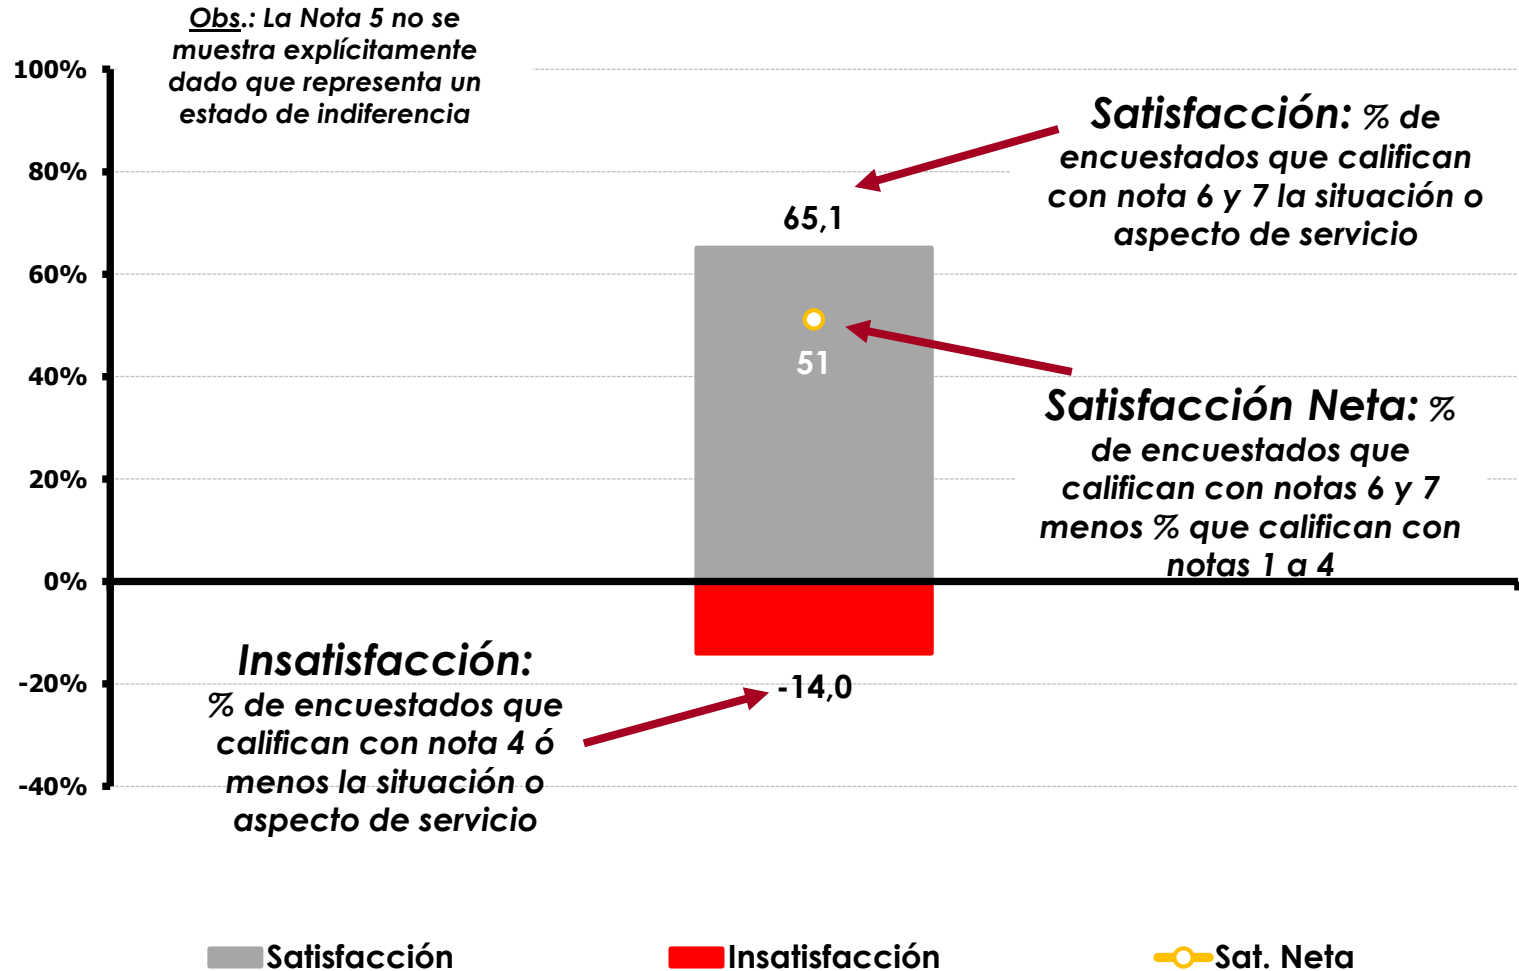 Obs.: La Nota 5 no se
muestra explícitamente
dado que representa un
estado de indiferencia
100%
80%
60%
40%
20%
0%
-20%
-40%
Satisfacción: % de
encuestados que califican
con nota 6 y 7 la situación o
aspecto de servicio
65,1
51
Satisfacción Neta: %
de encuestados que
califican con notas 6 y 7
menos % que califican con
notas 1 a 4
Insatisfacción:
% de encuestados que
califican con nota 4 ó
menos la situación o
aspecto de servicio
-14,0
Satisfacción
Insatisfacción
Sat. Neta